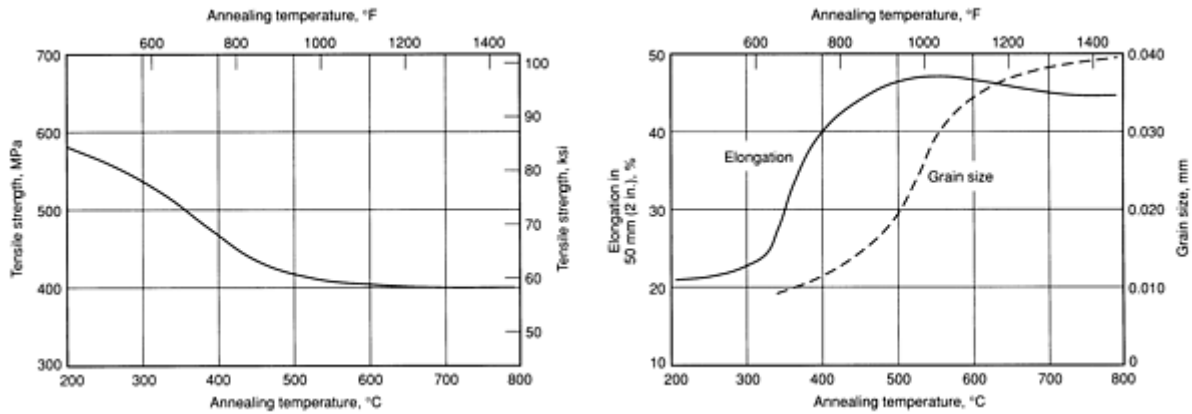 Annealing temperature, °F
600 800 1000 1200 1400
700
600
500
400
300
Tensile strength, MPa
100
90
80
70
60
50
Tensile strength, ksi
200 300 400 500 600 700 800
Annealing temperature, °C
Annealing temperature, °F
600 800 1000 1200 1400
50
40
30
20
10
Elongation in
50 mm (2 in.), %
Elongation
Grain size
0.040
0.030
0.020
0.010
0
Grain size, mm
200 300 400 500 600 700 800
Annealing temperature, °C